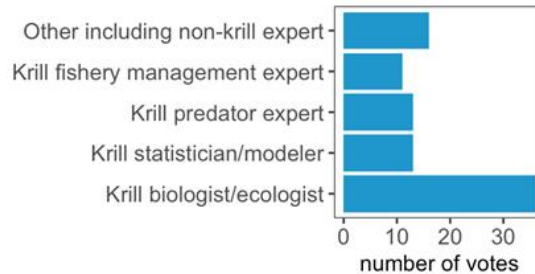 Other including non-krill expert
Krill fishery management expert
Krill predator expert
Krill statistician/modeler
Krill biologist/ecologist
0 10 20 30
number of votes